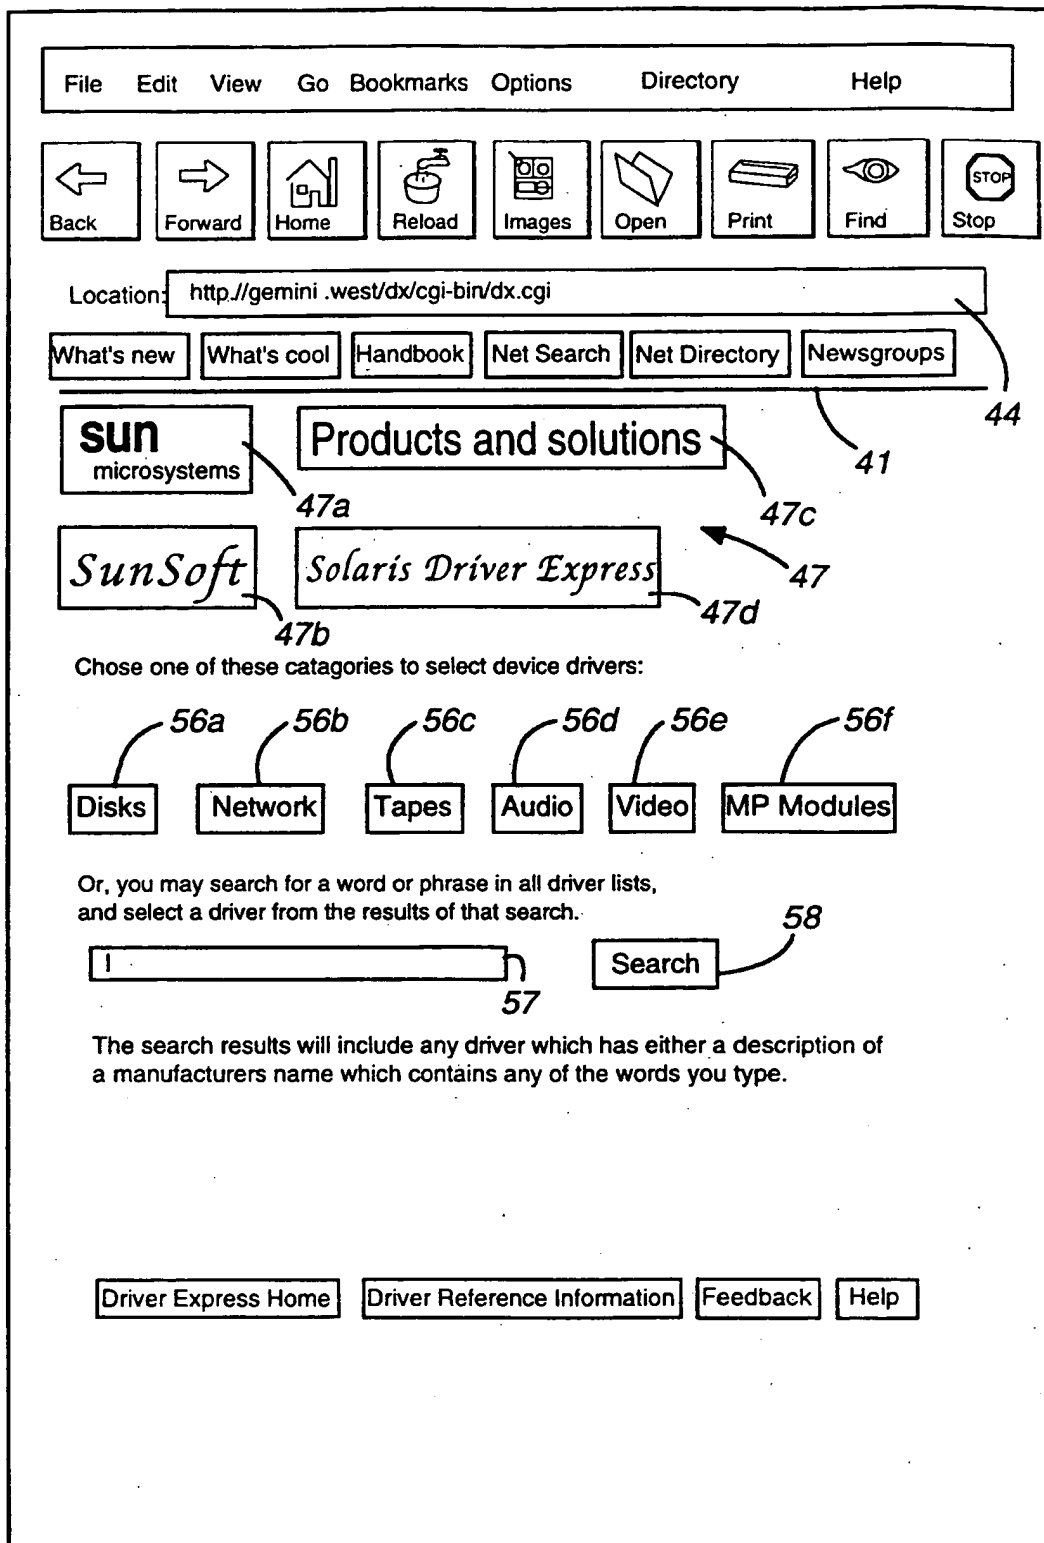 File Edit View Go Bookmarks Options Directory Help
Back Forward Home Reload Images Open Print Find STOP Stop
Location: http://gemini .west/dx/cgi-bin/dx.cgi
What's new What's cool Handbook Net Search Net Directory Newsgroups
44
41
sun
microsystems
Products and solutions
47a
47c
SunSoft
Solaris Driver Express
47
47b
47d
Chose one of these catagories to select device drivers:
56a 56b 56c 56d 56e 56f
Disks Network Tapes Audio Video MP Modules
Or, you may search for a word or phrase in all driver lists,
and select a driver from the results of that search.
58
Search
57
The search results will include any driver which has either a description of
a manufacturers name which contains any of the words you type.
Driver Express Home Driver Reference Information Feedback Help